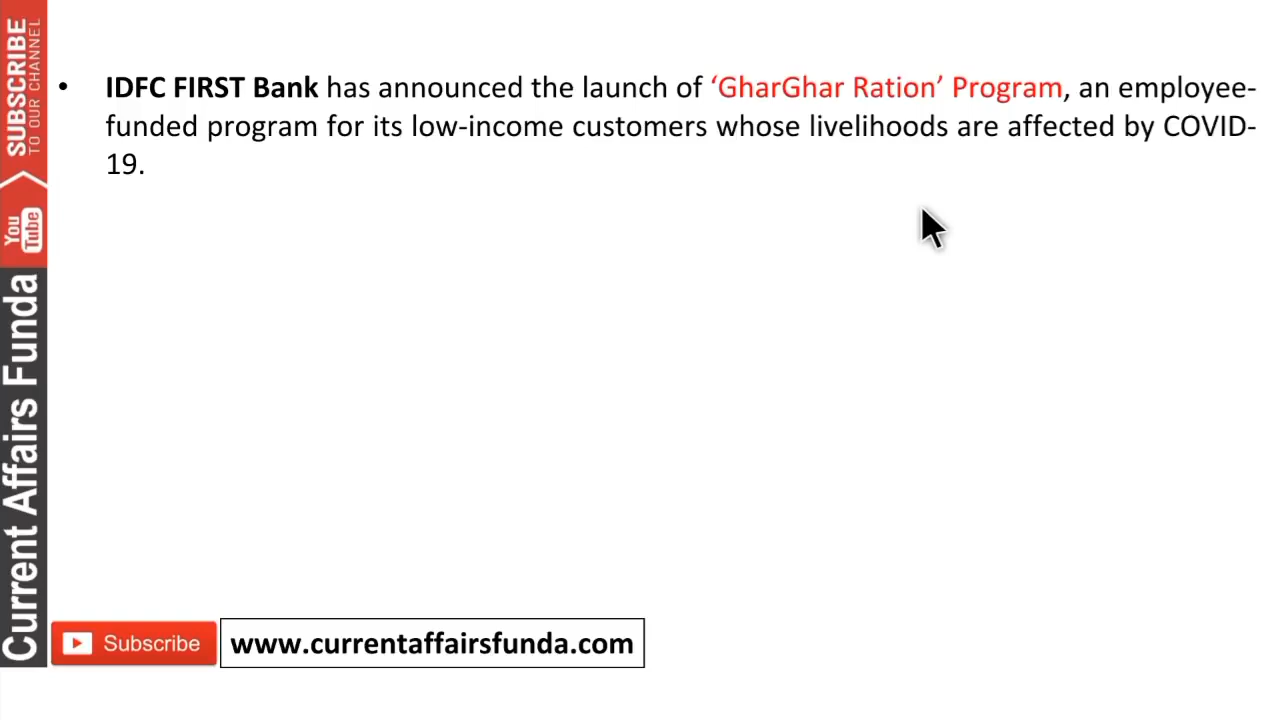 • IDFC FIRST Bank has announced the launch of ‘GharGhar Ration’ Program, an employee-
funded program for its low-income customers whose livelihoods are affected by COVID-
19.
SUBSCRIBE
TO OUR CHANNEL
You
Tube
Current Affairs Funda
Subscribe
www.currentaffairsfunda.com